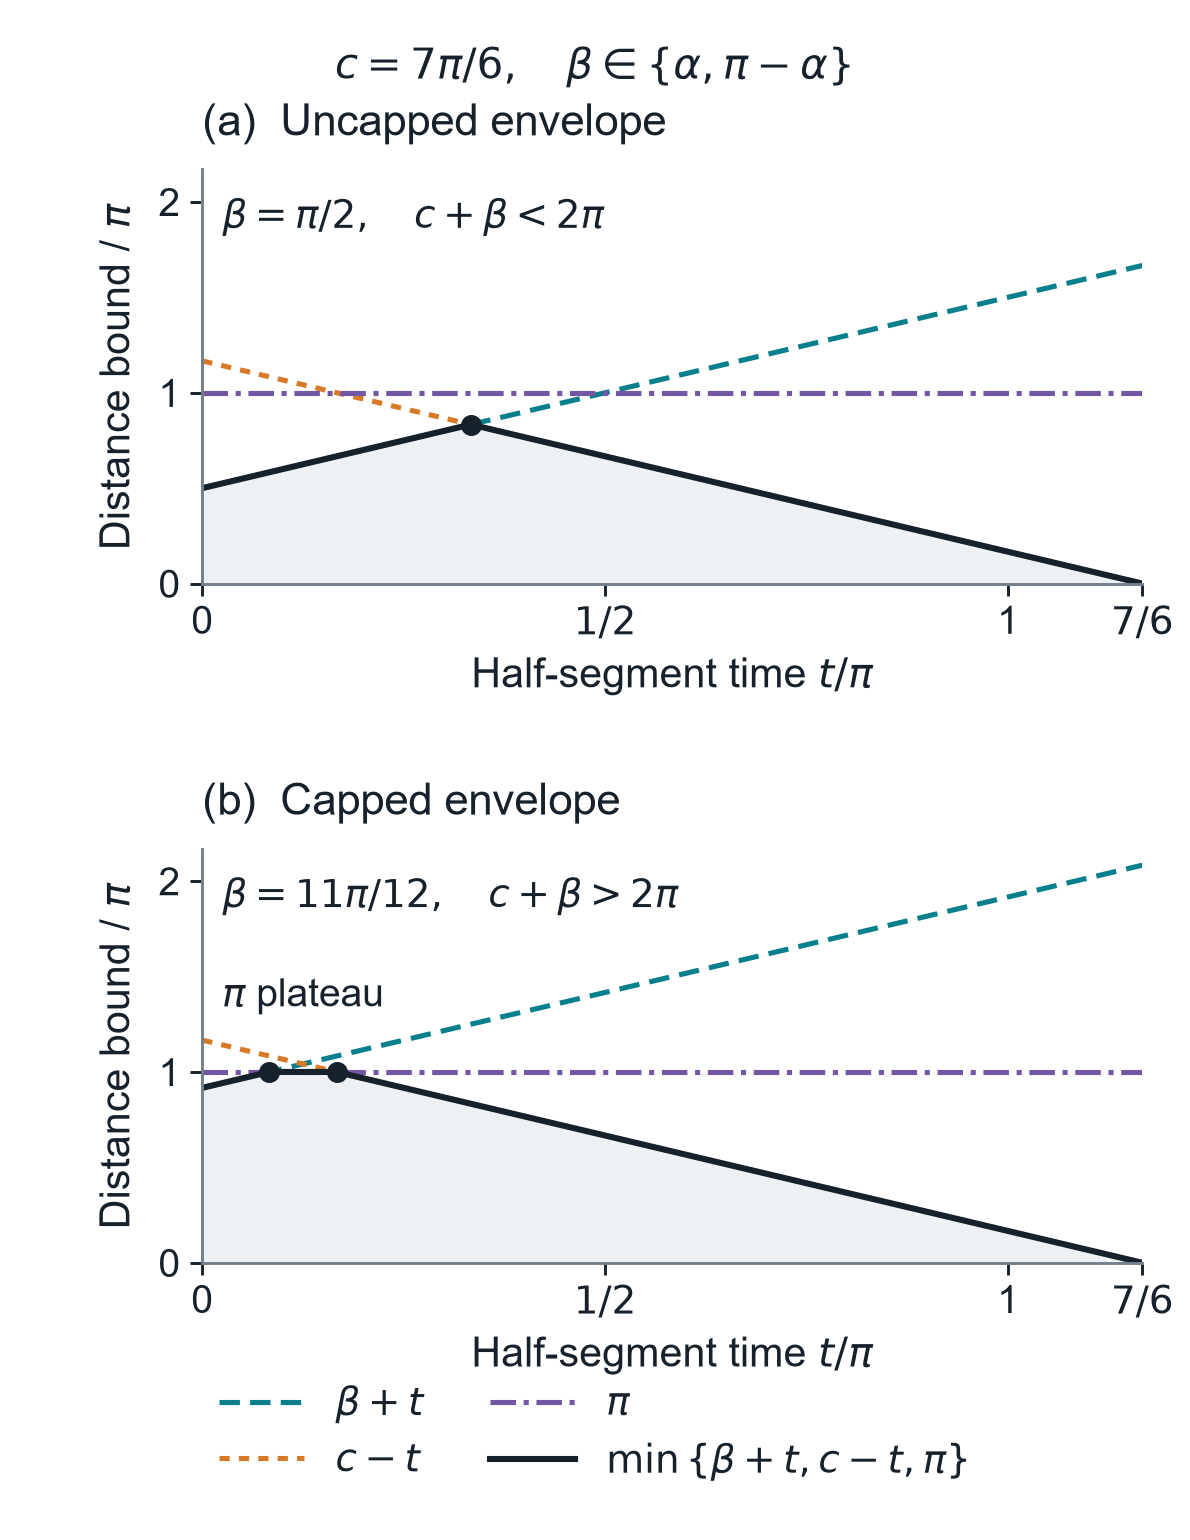 c = 7π/6, β ∈ {α, π − α}
(a) Uncapped envelope
β = π/2, c + β < 2π
Distance bound / π
2
1
0
0 1/2 1 7/6
Half-segment time t/π
(b) Capped envelope
β = 11π/12, c + β > 2π
π plateau
Distance bound / π
2
1
0
0 1/2 1 7/6
Half-segment time t/π
β + t π
c − t min {β + t, c − t, π}